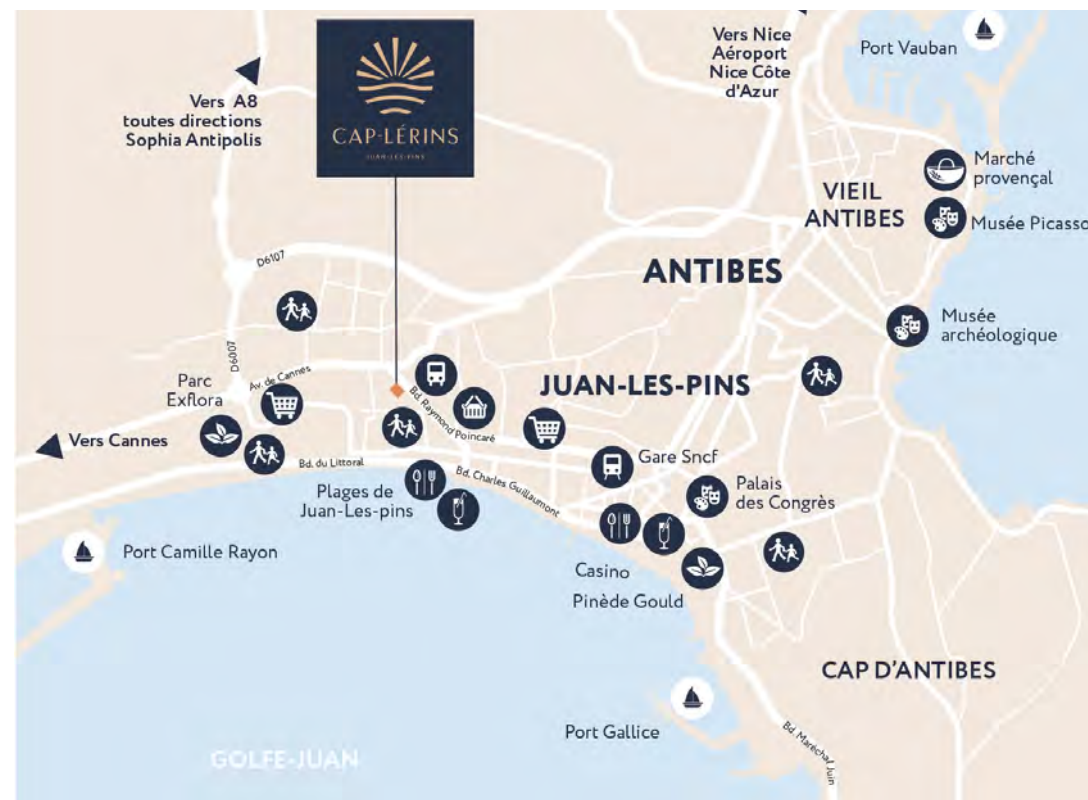 Vers Nice
Aéroport
Nice Côte
d'Azur
Port Vauban
Vers A8
toutes directions
Sophia Antipolis
CAP-LÉRINS
JUAN-LES-PINS
Marché
provençal
VIEIL
ANTIBES
Musée Picasso
D6107
ANTIBES
Musée
archéologique
D6007
Parc
Exflora
Av. de Cannes
JUAN-LES-PINS
Bd. Raymond Poincaré
Vers Cannes
Bd. du Littoral
Gare Sncf
Bd. Charles Guillaumont
Plages de
Juan-Les-pins
Palais
des Congrès
Port Camille Rayon
Casino
Pinède Gould
CAP D'ANTIBES
Port Gallice
Bd. Maréchal Juin
GOLFE-JUAN